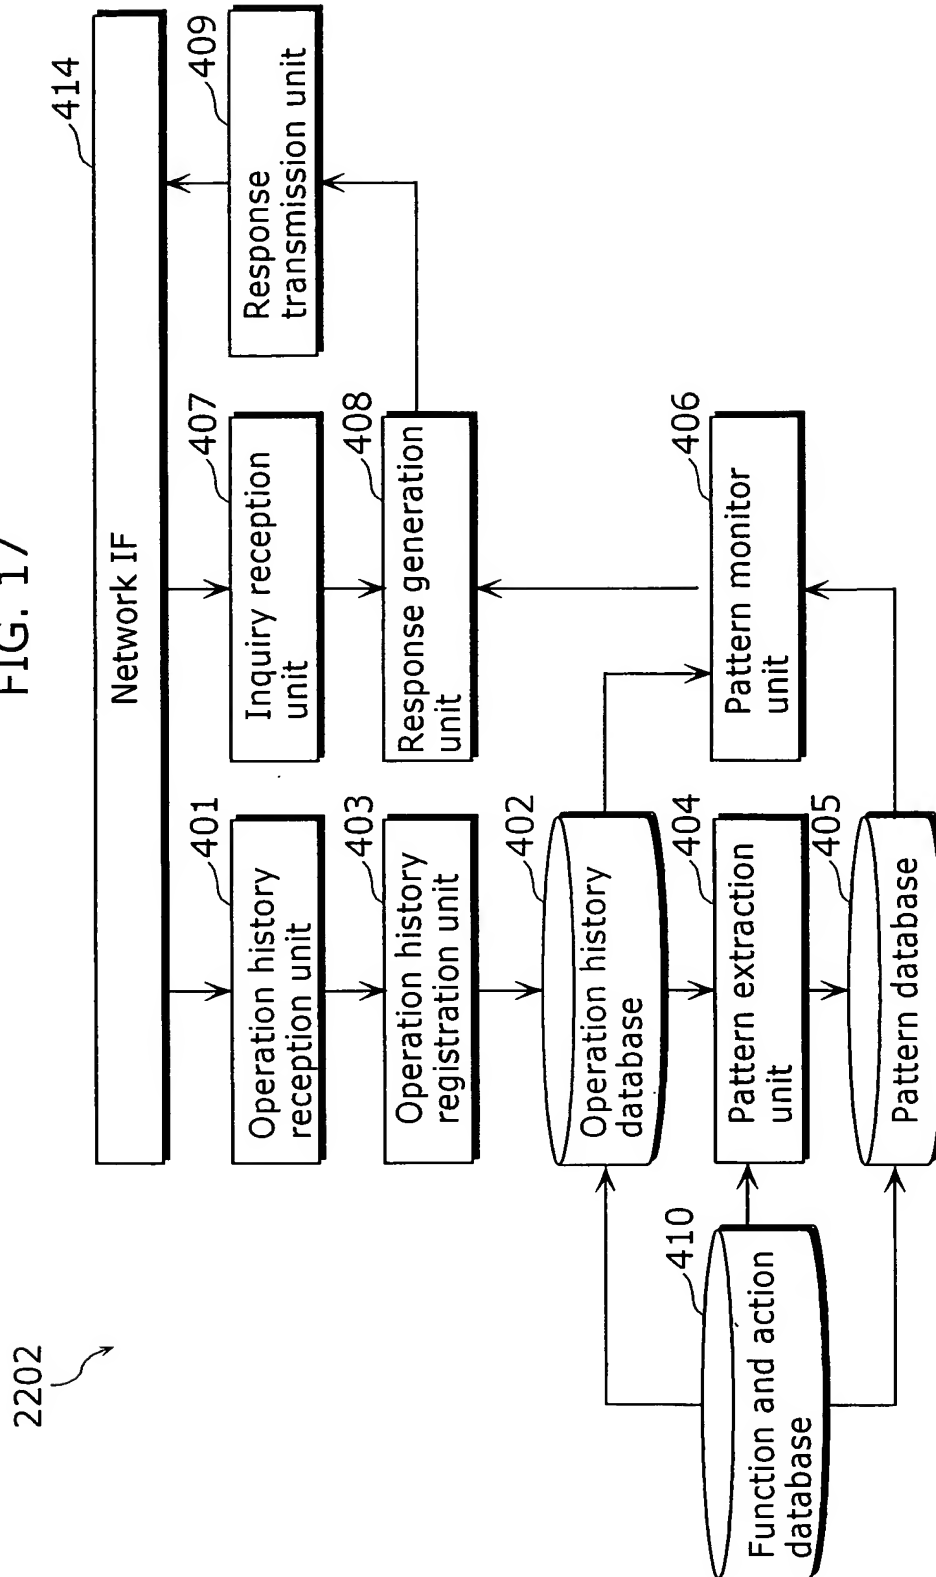 FIG. 17
2202
414
Network IF
401
Operation history
reception unit
407
Inquiry reception
unit
409
Response
transmission unit
403
Operation history
registration unit
408
Response generation
unit
402
Operation history
database
410
Function and action
database
404
Pattern extraction
unit
406
Pattern monitor
unit
405
Pattern database